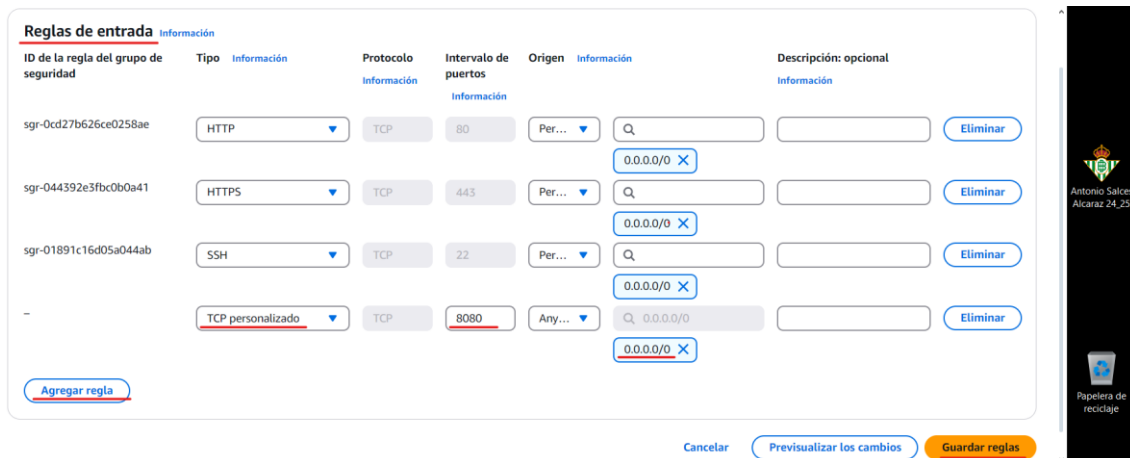 Reglas de entrada Información
ID de la regla del grupo de seguridad
Tipo Información
Protocolo Información
Intervalo de puertos Información
Origen Información
Descripción: opcional Información
sgr-0cd27b626ce0258ae HTTP TCP 80 Per... Eliminar
0.0.0.0/0
sgr-044392e3fbc0b0a41 HTTPS TCP 443 Per... Eliminar
0.0.0.0/0
sgr-01891c16d05a044ab SSH TCP 22 Per... Eliminar
0.0.0.0/0
– TCP personalizado TCP 8080 Any... 0.0.0.0/0 Eliminar
0.0.0.0/0
Agregar regla
Cancelar Previsualizar los cambios Guardar reglas
Antonio Salces
Alcaraz 24_25
Papelera de
reciclaje